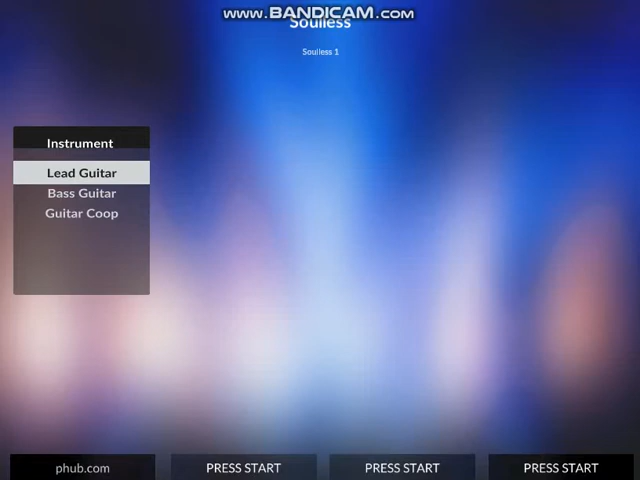 www.BANDICAM.com
Soulless
Soulless 1
Instrument
Lead Guitar
Bass Guitar
Guitar Coop
phub.com
PRESS START
PRESS START
PRESS START